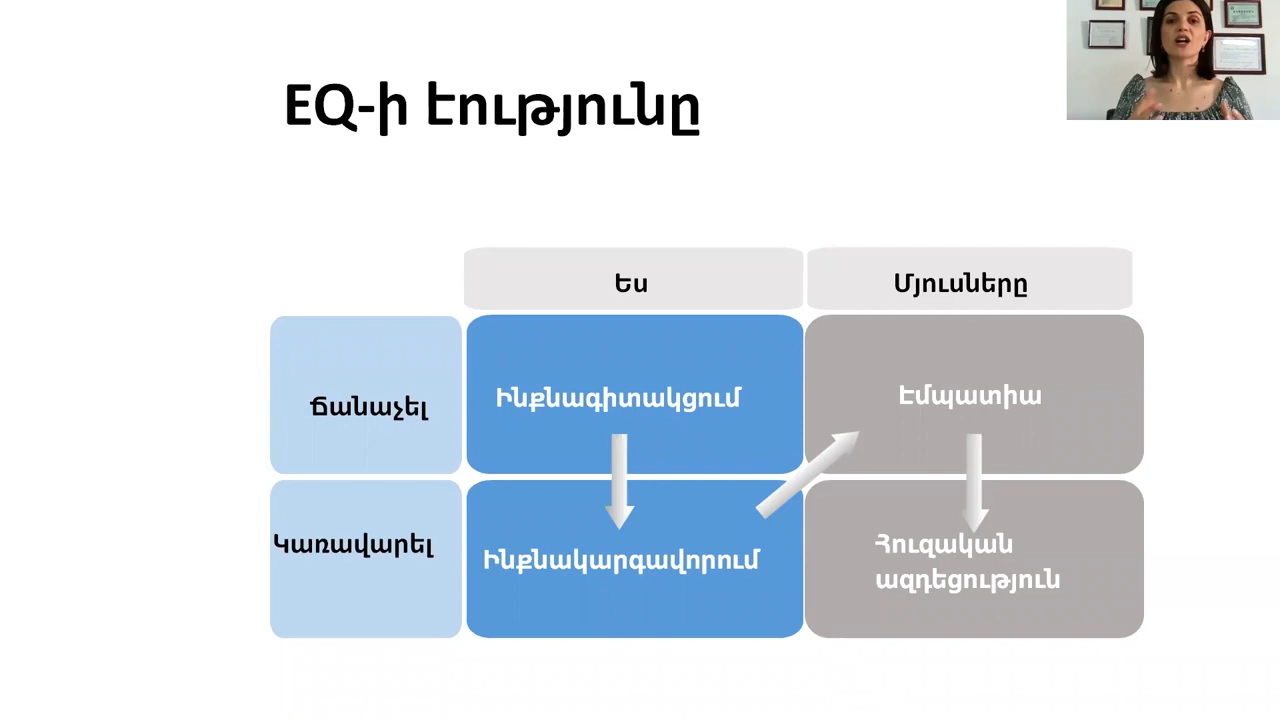 EQ-ի էությունը
Ես
Մյուսները
Ճանաչել
Ինքնագիտակցում
Էմպատիա
Կառավարել
Ինքնակարգավորում
Հուզական
ազդեցություն